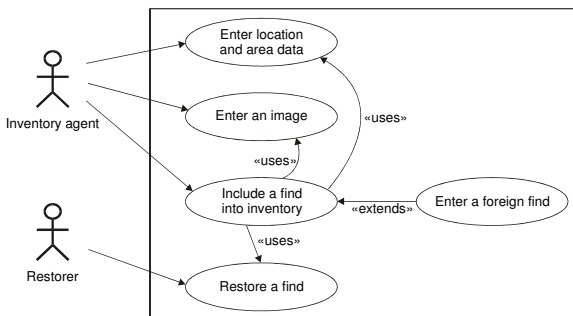 Enter location
and area data
«uses»
Inventory agent
Enter an image
«uses»
Include a find
into inventory
«extends»
Enter a foreign find
«uses»
Restorer
Restore a find